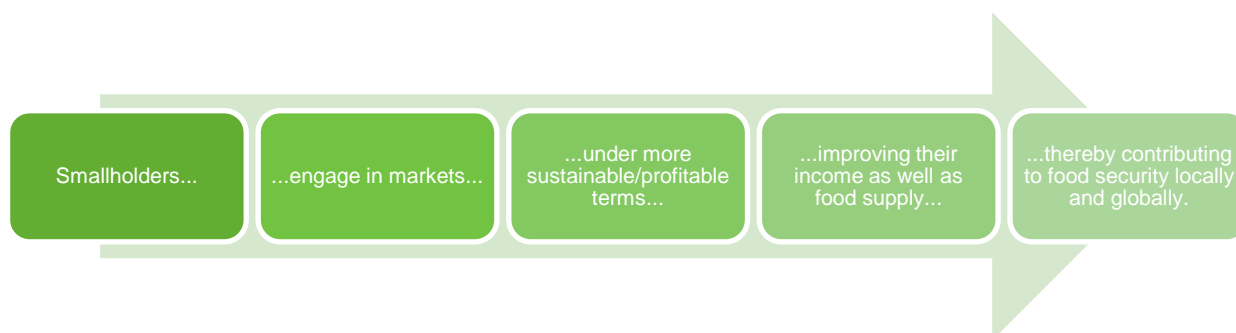 Smallholders...
...engage in markets...
...under more
sustainable/profitable
terms...
...improving their
income as well as
food supply...
...thereby contributing
to food security locally
and globally.